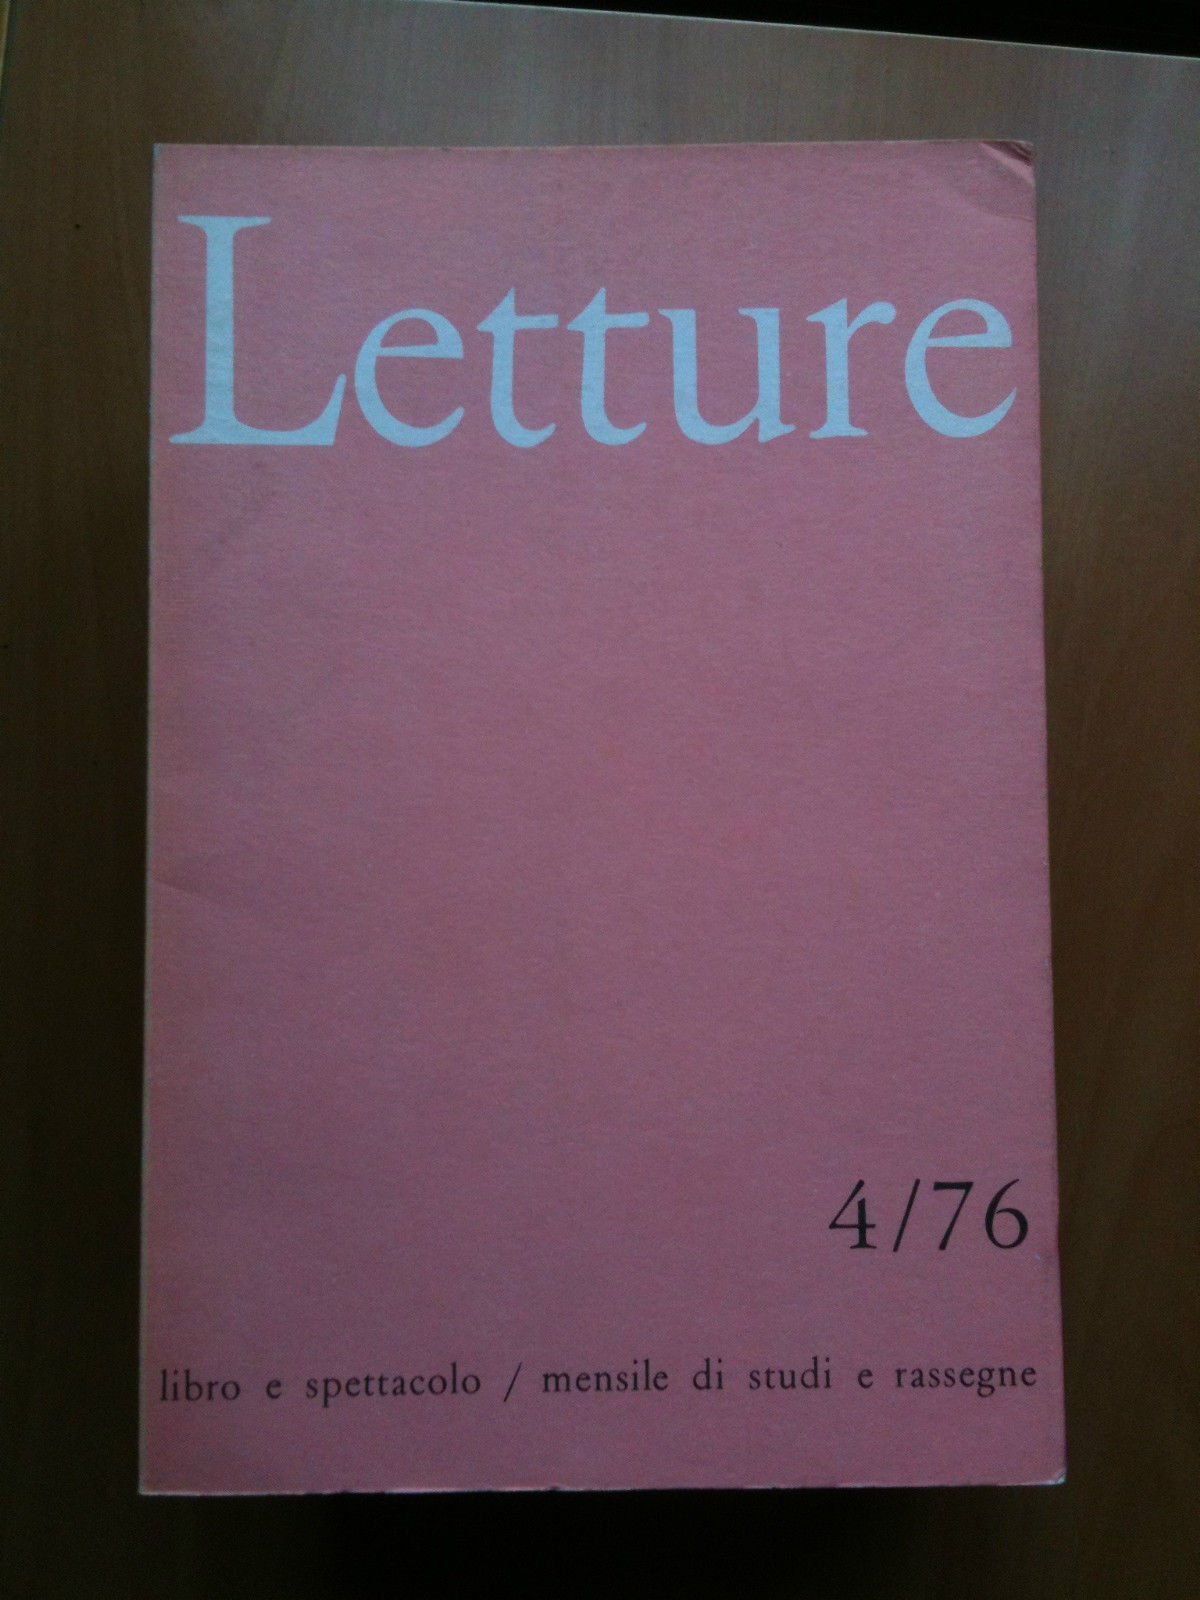 Letture
4/76
libro e spettacolo / mensile di studi e rassegne